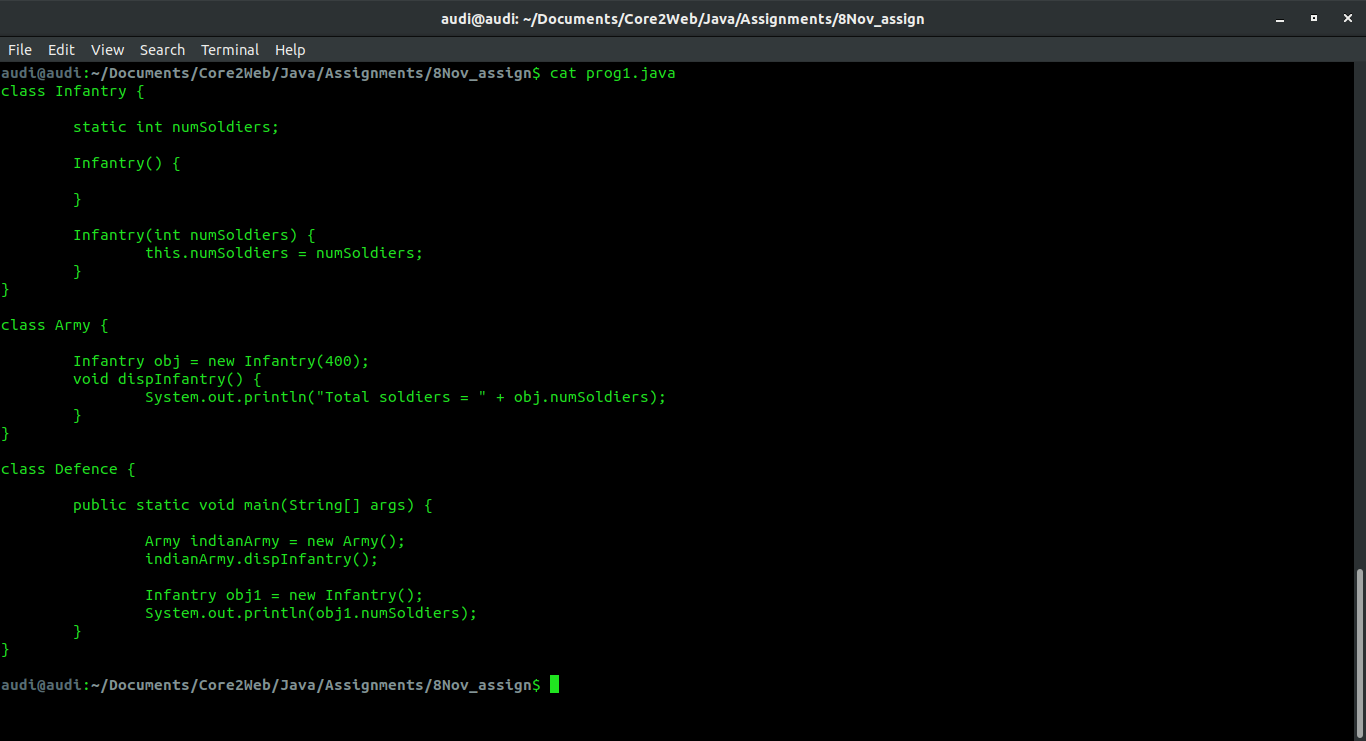 audi@audi: ~/Documents/Core2Web/Java/Assignments/8Nov_assign
File Edit View Search Terminal Help
audi@audi:~/Documents/Core2Web/Java/Assignments/8Nov_assign$ cat prog1.java
class Infantry {
        static int numSoldiers;
        Infantry() {
        }
        Infantry(int numSoldiers) {
                this.numSoldiers = numSoldiers;
        }
}
class Army {
        Infantry obj = new Infantry(400);
        void dispInfantry() {
                System.out.println("Total soldiers = " + obj.numSoldiers);
        }
}
class Defence {
        public static void main(String[] args) {
                Army indianArmy = new Army();
                indianArmy.dispInfantry();
                Infantry obj1 = new Infantry();
                System.out.println(obj1.numSoldiers);
        }
}
audi@audi:~/Documents/Core2Web/Java/Assignments/8Nov_assign$